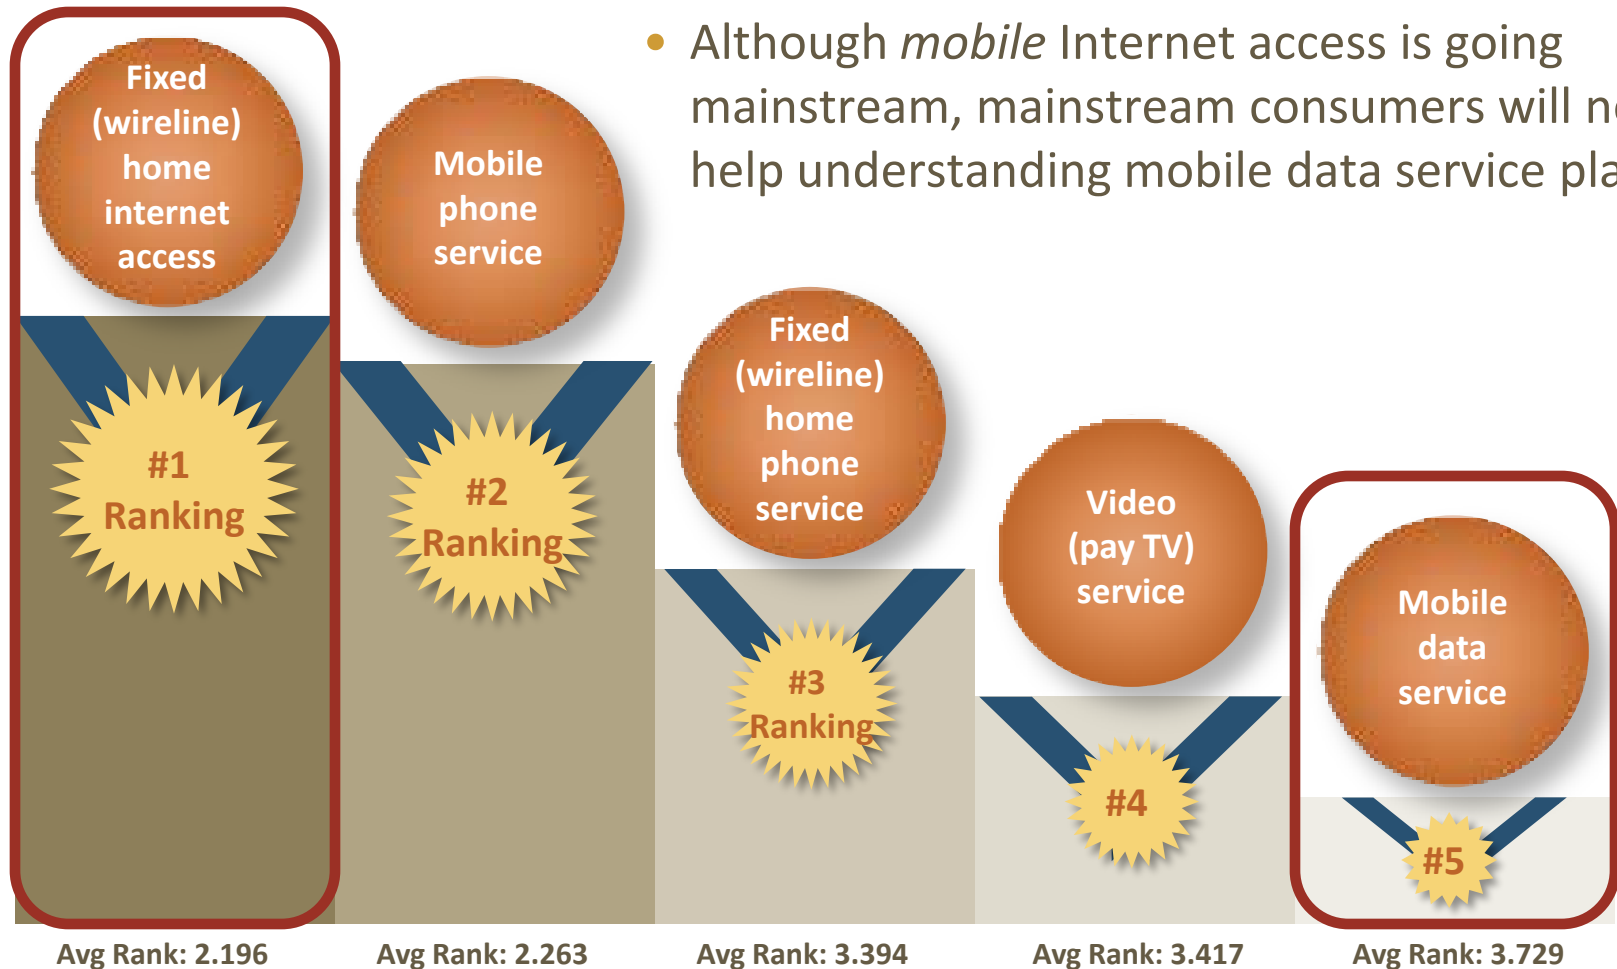 • Although mobile Internet access is going
mainstream, mainstream consumers will
help understanding mobile data service
Fixed
(wireline)
home
internet
access
Mobile
phone
service
Fixed
(wireline)
home
phone
service
Video
(pay TV)
service
Mobile
data
service
#1
Ranking
#2
Ranking
#3
Ranking
#4
#5
Avg Rank: 2.196
Avg Rank: 2.263
Avg Rank: 3.394
Avg Rank: 3.417
Avg Rank: 3.729